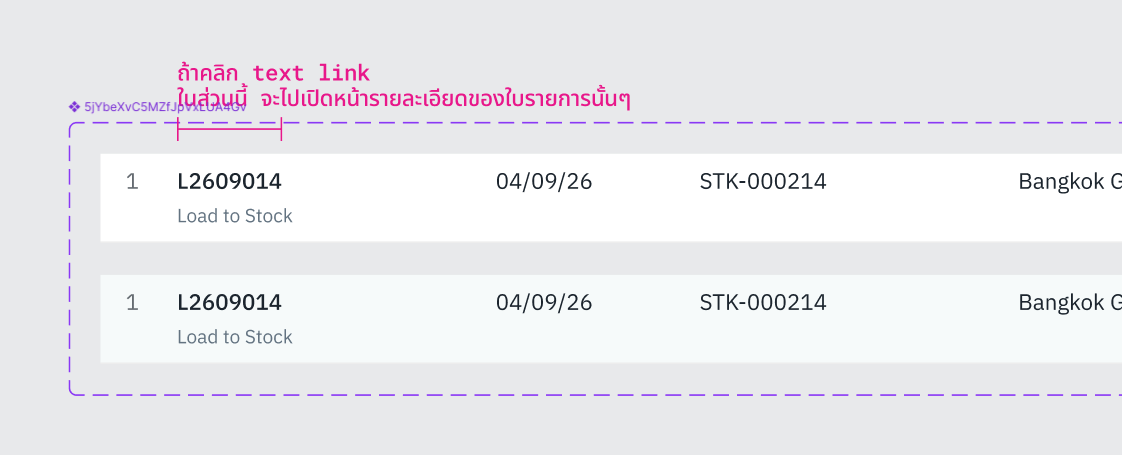 ถ้าคลิก text link
ในส่วนนี้ จะไปเปิดหน้ารายละเอียดของใบรายการนั้นๆ
5jYbeXvC5MZfJpVxLUA4Gv
1 L2609014 04/09/26 STK-000214 Bangkok G
Load to Stock
1 L2609014 04/09/26 STK-000214 Bangkok G
Load to Stock